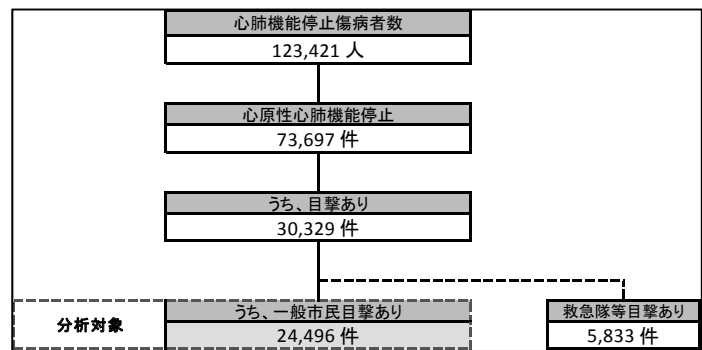 心肺機能停止傷病者数
123,421 人
心原性心肺機能停止
73,697 件
うち、目撃あり
30,329 件
分析対象
うち、一般市民目撃あり
24,496 件
救急隊等目撃あり
5,833 件